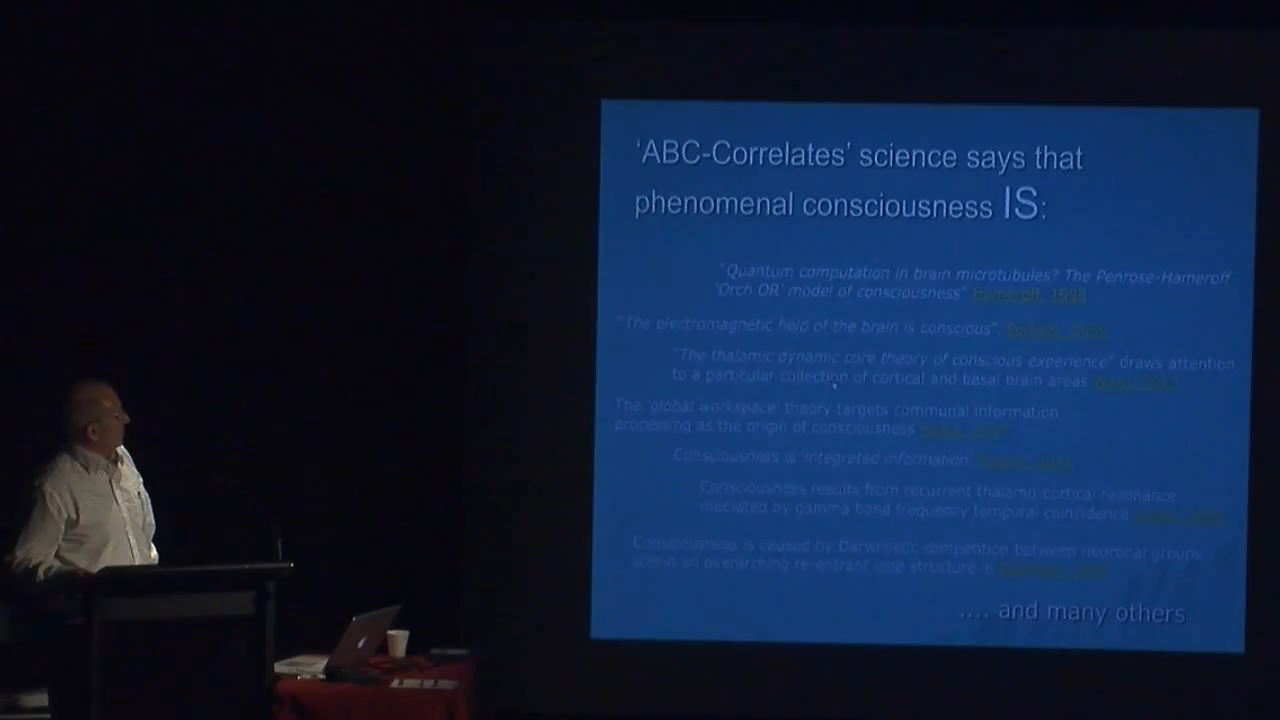 ‘ABC-Correlates’ science says that
phenomenal consciousness IS:
“Quantum computation in brain microtubules? The Penrose-Hameroff
‘Orch OR’ model of consciousness” Hameroff, 1998
“The electromagnetic field of the brain is conscious”.
“The thalamic dynamic core theory of conscious experience” draws attention
to a particular collection of cortical and basal brain areas
The ‘global workspace’ theory targets communal information
processing as the origin of consciousness
Consciousness is ‘integrated information
Consciousness results from recurrent thalamo-cortical resonance
mediated by gamma band frequency temporal coincidence
Consciousness is caused by Darwinistic competition between neuronal groups
within an overarching re-entrant loop structure
.... and many others